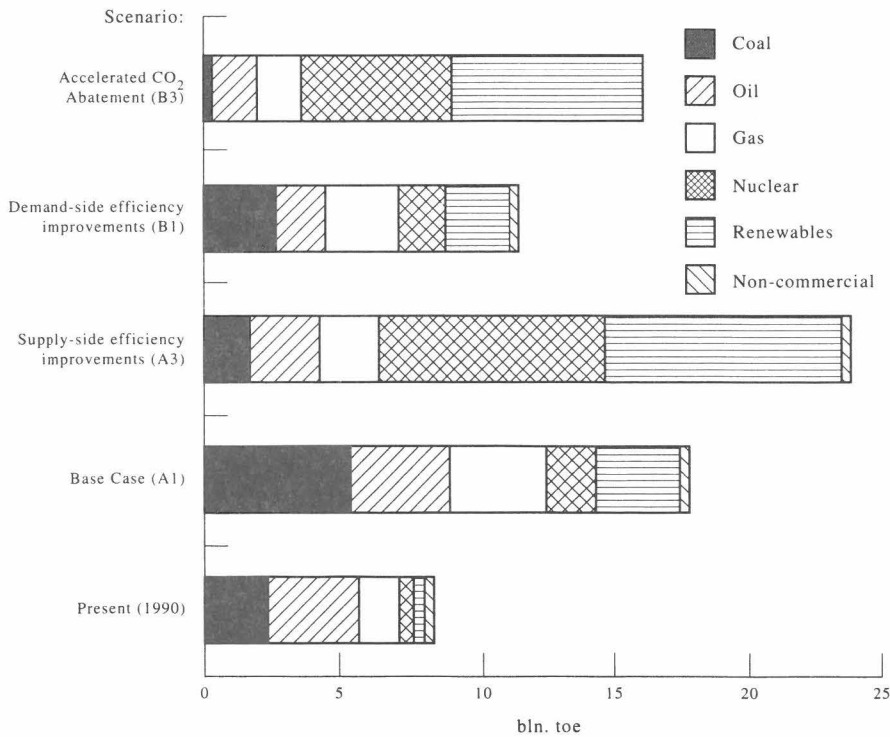 Scenario:
Accelerated CO2
Abatement (B3)
Demand-side efficiency
improvements (B1)
Supply-side efficiency
improvements (A3)
Base Case (A1)
Present (1990)
Coal
Oil
Gas
Nuclear
Renewables
Non-commercial
0 5 10 15 20 25
bln. toe